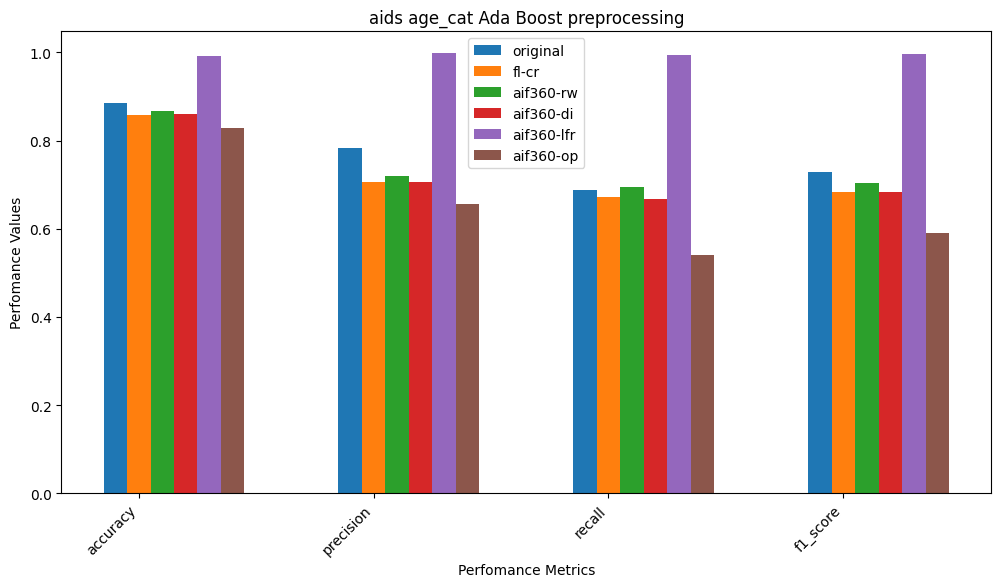 aids age_cat Ada Boost preprocessing
original
fl-cr
aif360-rw
aif360-di
aif360-lfr
aif360-op
Perfomance Values
1.0
0.8
0.6
0.4
0.2
0.0
accuracy
precision
recall
f1_score
Perfomance Metrics